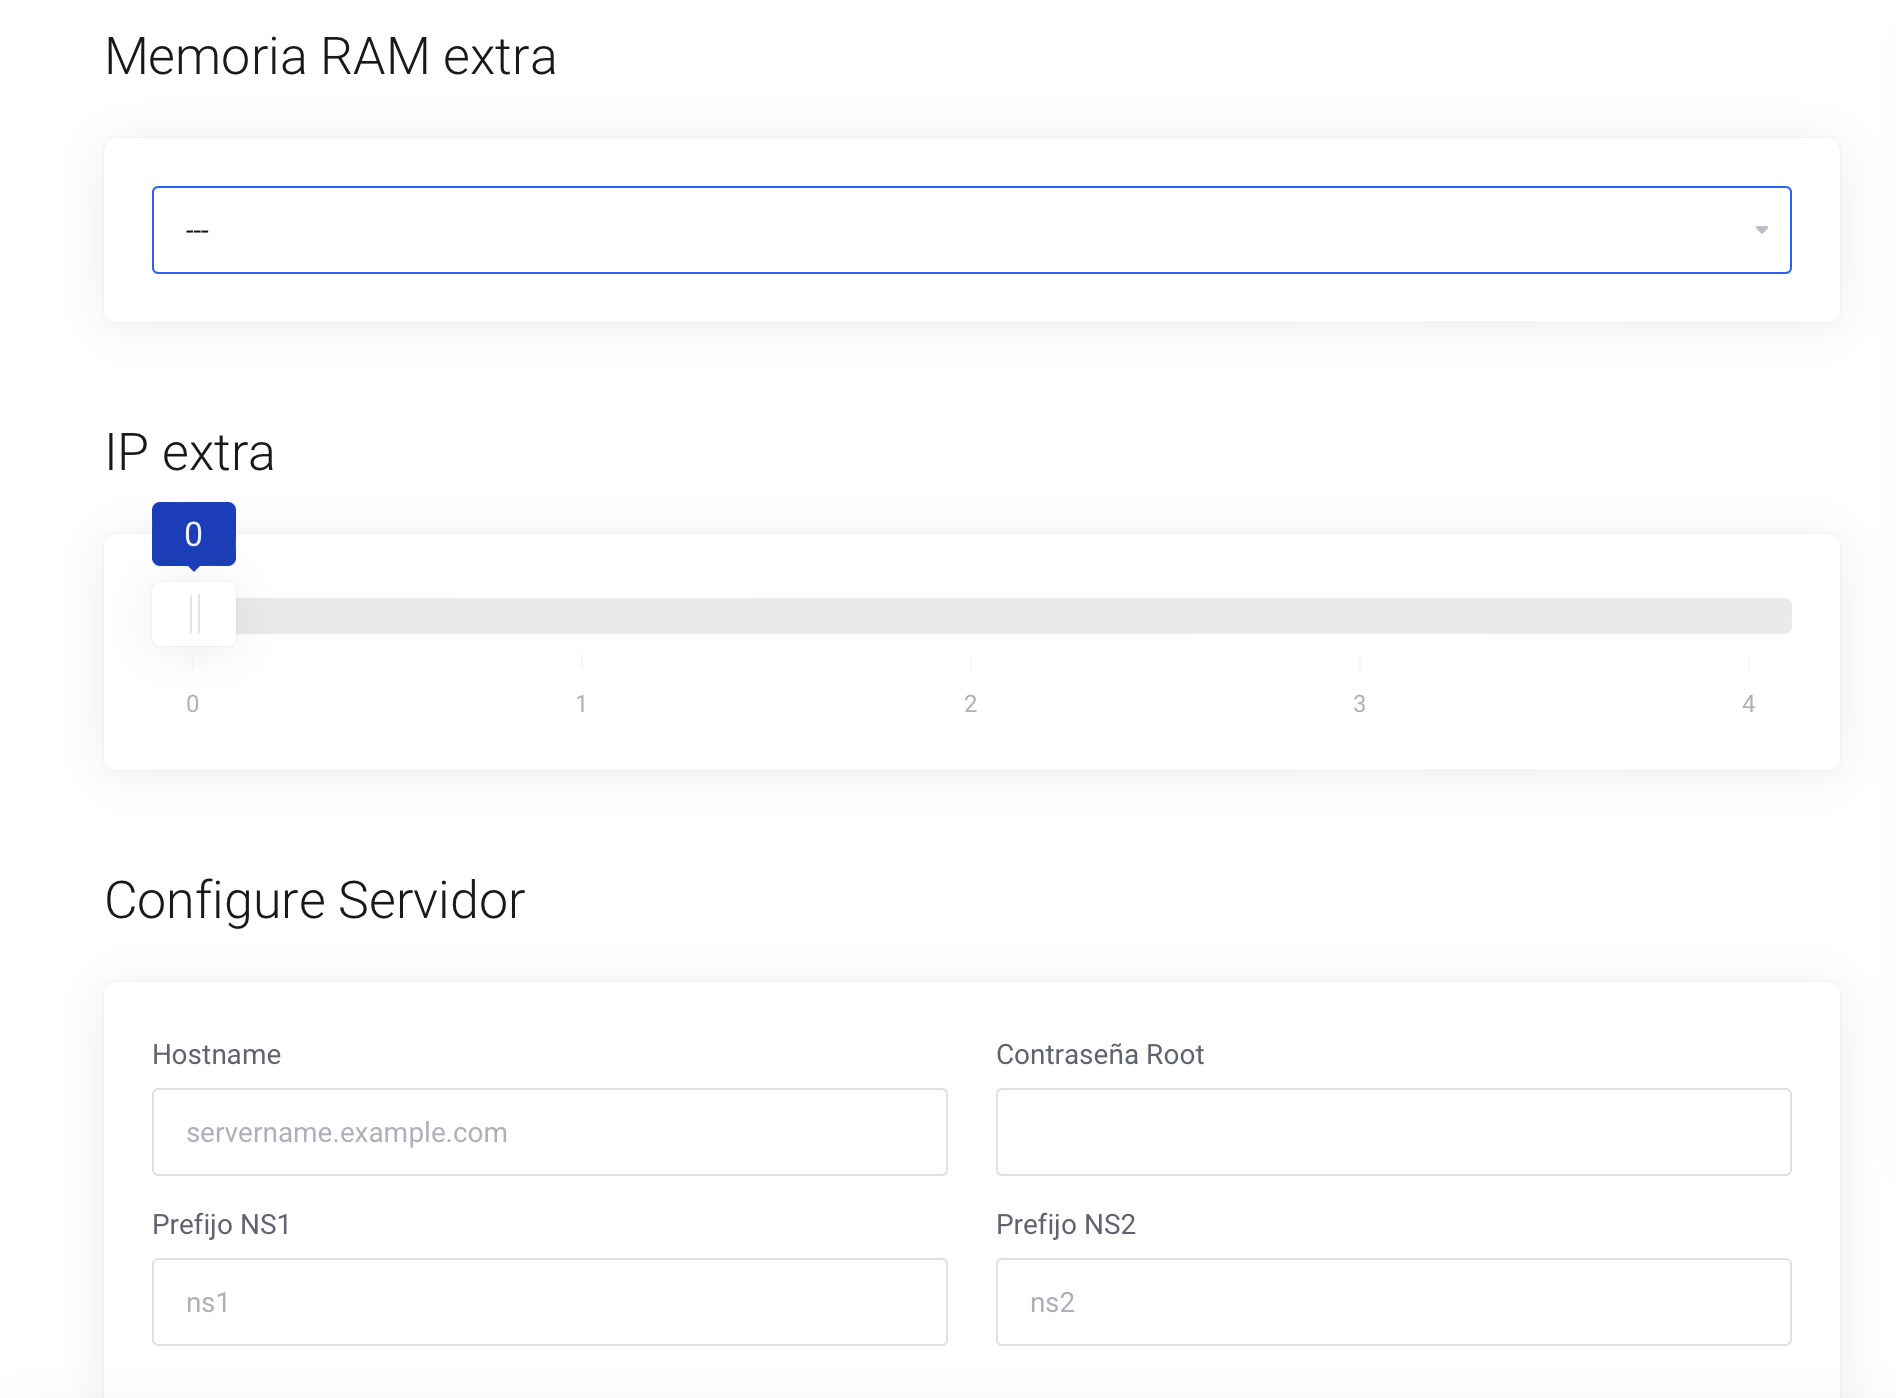 Memoria RAM extra
---
IP extra
0
0 1 2 3 4
Configure Servidor
Hostname Contraseña Root
servername.example.com
Prefijo NS1 Prefijo NS2
ns1 ns2